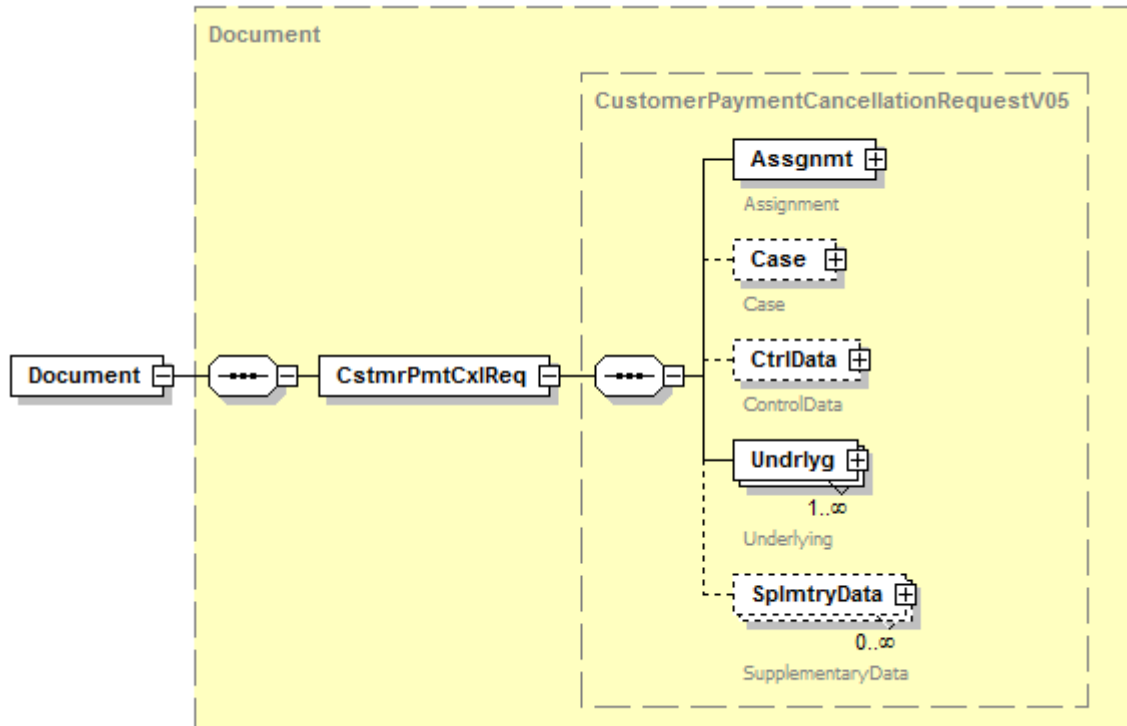 Document
CustomerPaymentCancellationRequestV05
Assgnmt
Assignment
Case
Case
Document
CstmrPmtCxlReq
CtrlData
ControlData
Undrlyg
1..∞
Underlying
SplmtryData
0..∞
SupplementaryData